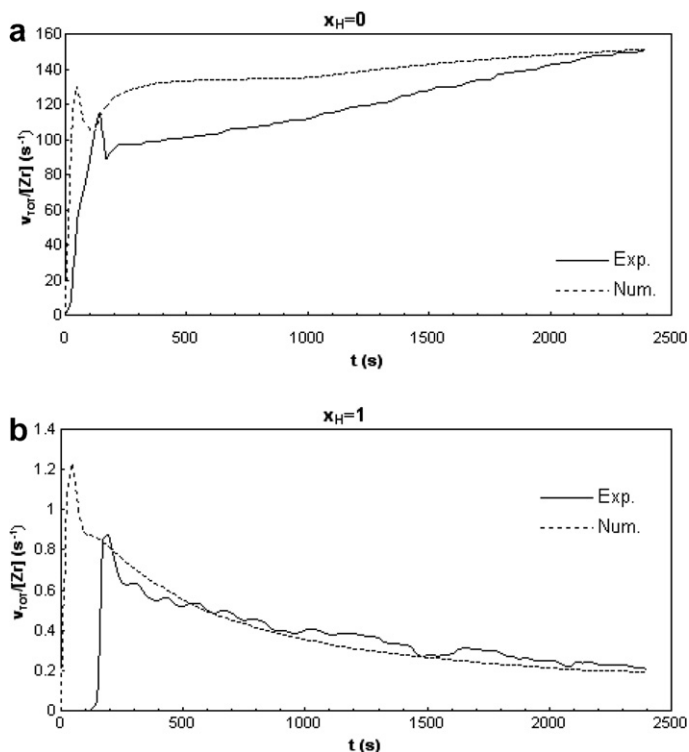 a
x_H=0
160
140
120
100
80
60
40
20
0
v_TOT/[Zr] (s⁻¹)
Exp.
Num.
0 500 1000 1500 2000 2500
t (s)
b
x_H=1
1.4
1.2
1
0.8
0.6
0.4
0.2
0
v_TOT/[Zr] (s⁻¹)
Exp.
Num.
0 500 1000 1500 2000 2500
t (s)